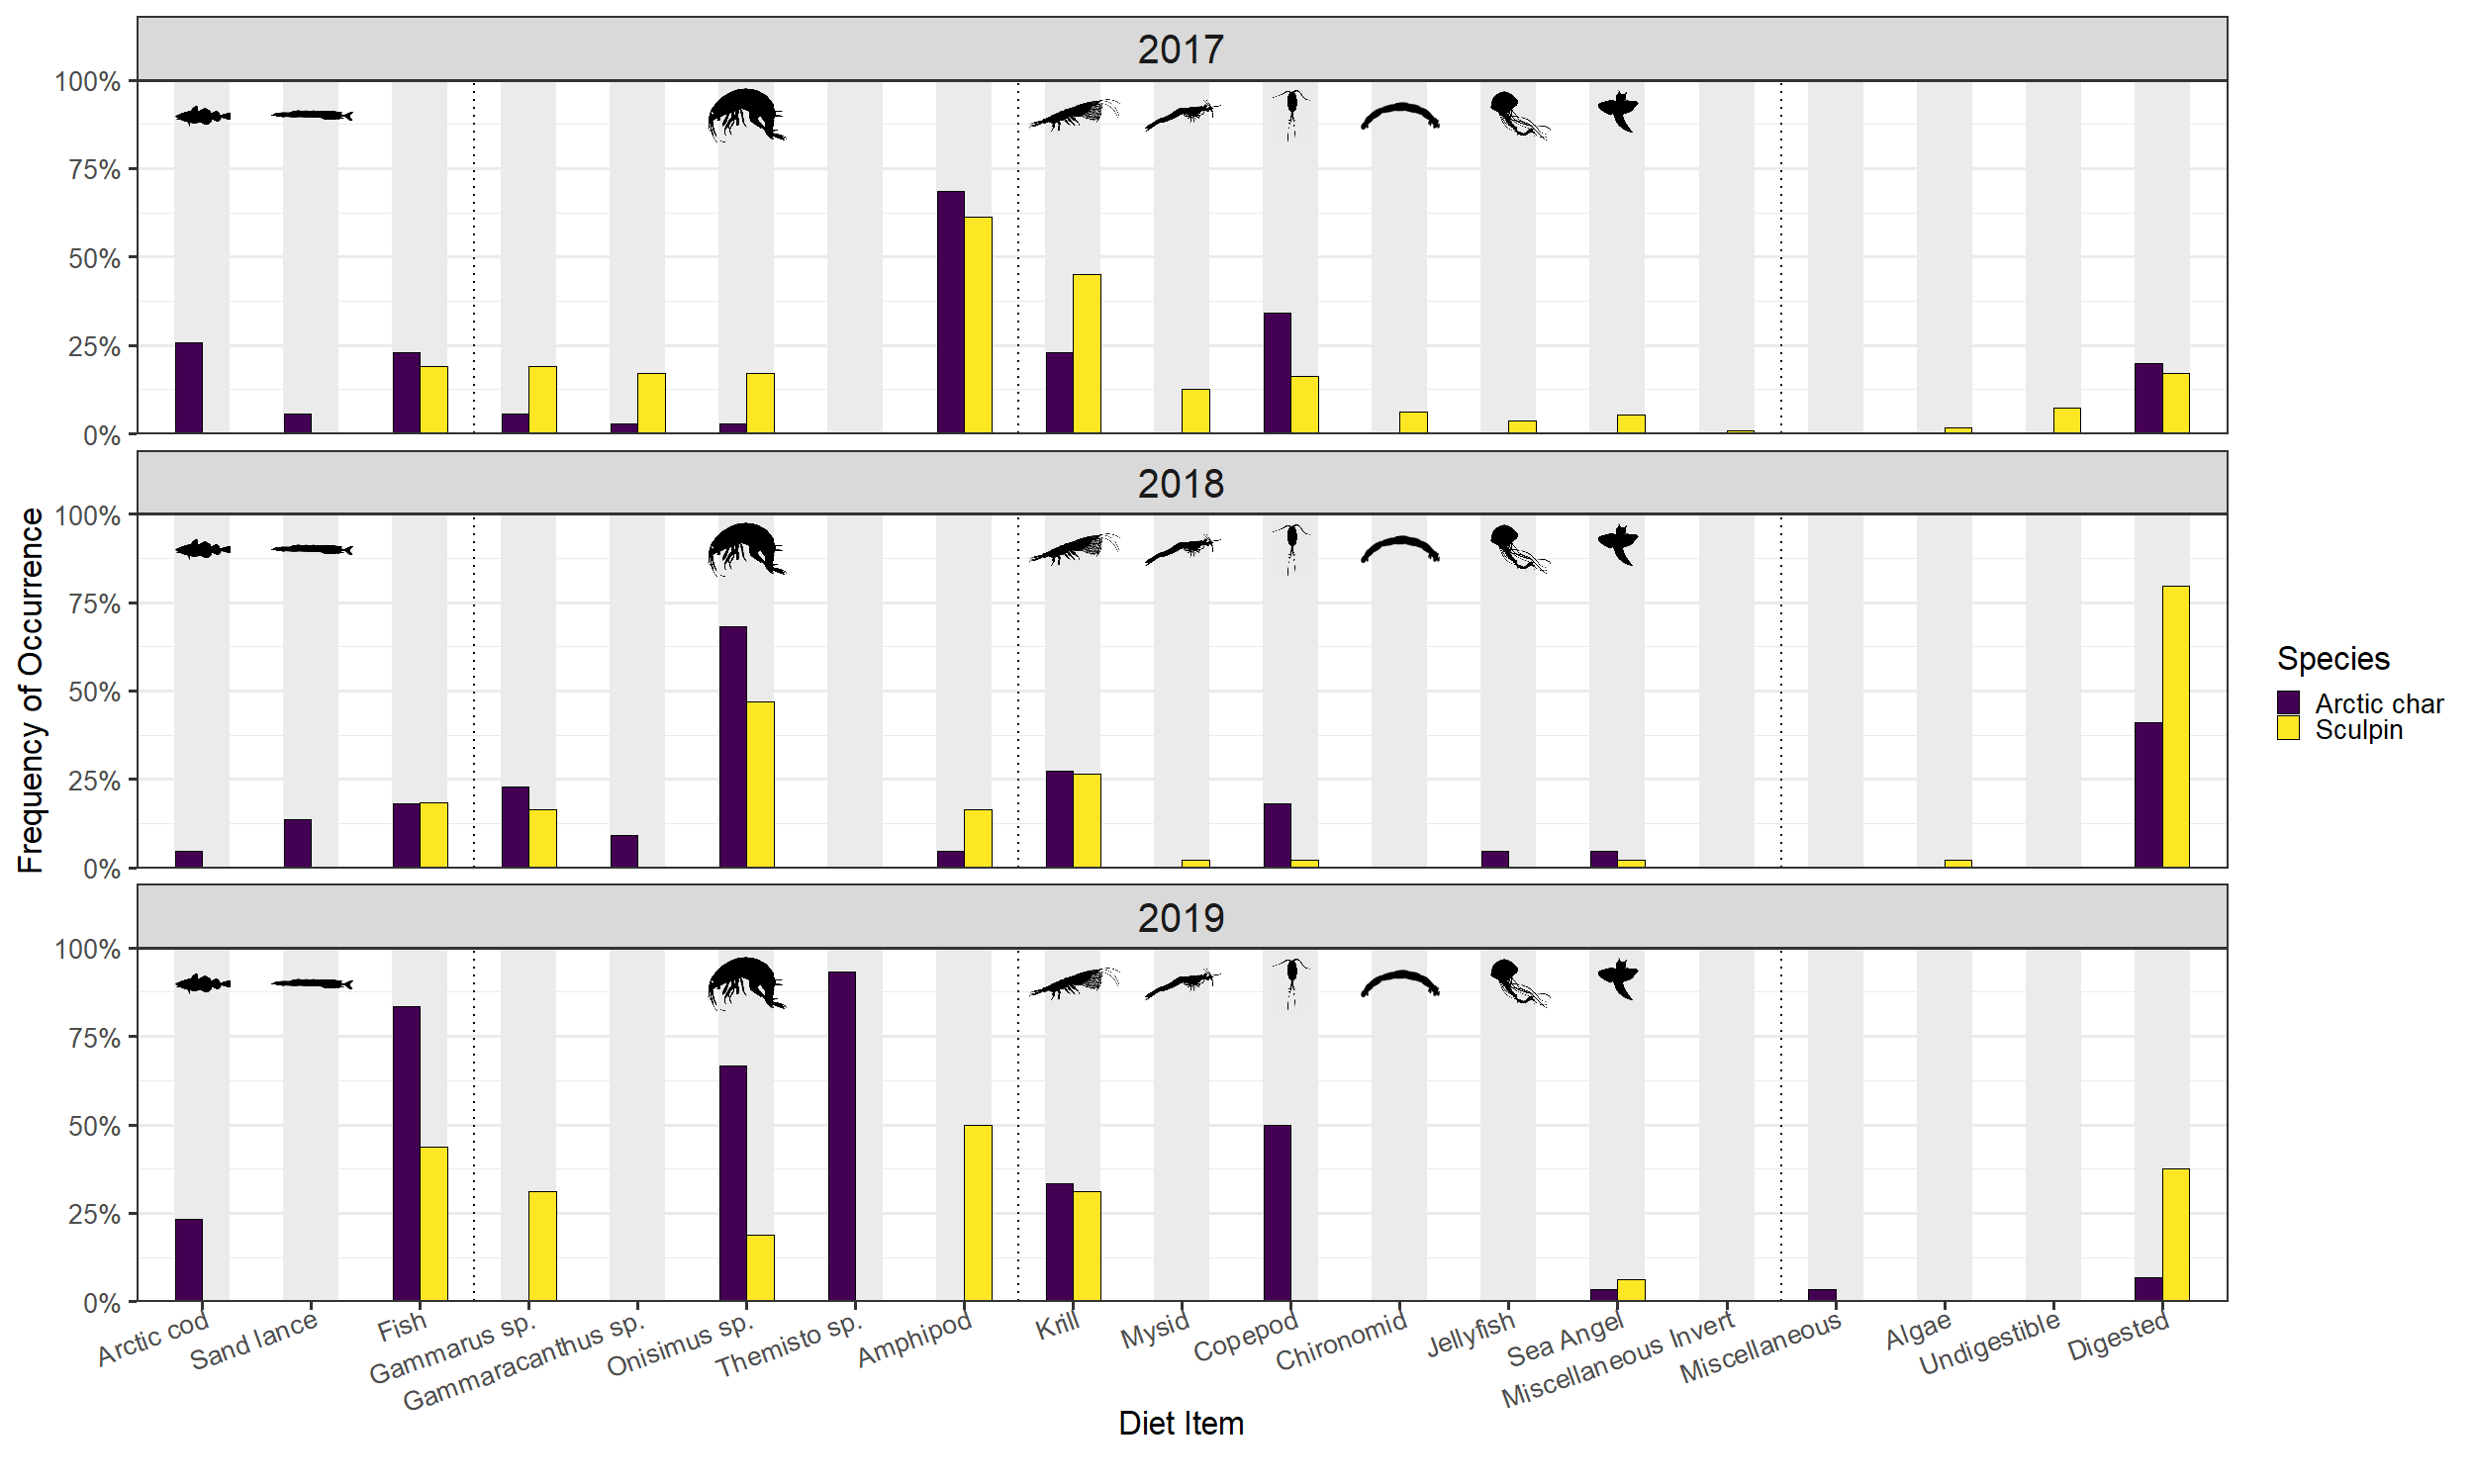 2017
100%
75%
50%
25%
0%
2018
100%
75%
50%
25%
0%
2019
100%
75%
50%
25%
0%
Frequency of Occurrence
Arctic cod
Sand lance
Fish
Gammarus sp.
Gammaracanthus sp.
Onisimus sp.
Themisto sp.
Amphipod
Krill
Mysid
Copepod
Chironomid
Jellyfish
Sea Angel
Miscellaneous Invert
Miscellaneous
Algae
Undigestible
Digested
Diet Item
Species
Arctic char
Sculpin